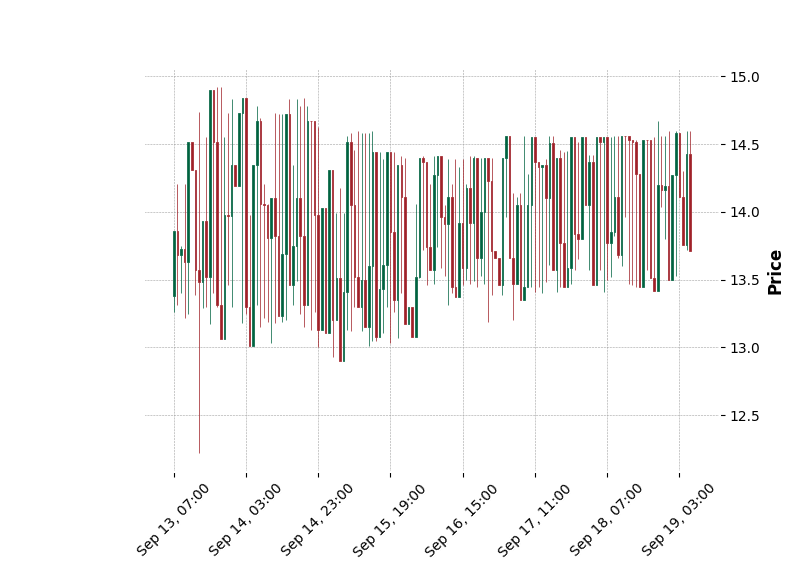 15.0
14.5
14.0
13.5
13.0
12.5
Price
Sep 13, 07:00
Sep 14, 03:00
Sep 14, 23:00
Sep 15, 19:00
Sep 16, 15:00
Sep 17, 11:00
Sep 18, 07:00
Sep 19, 03:00